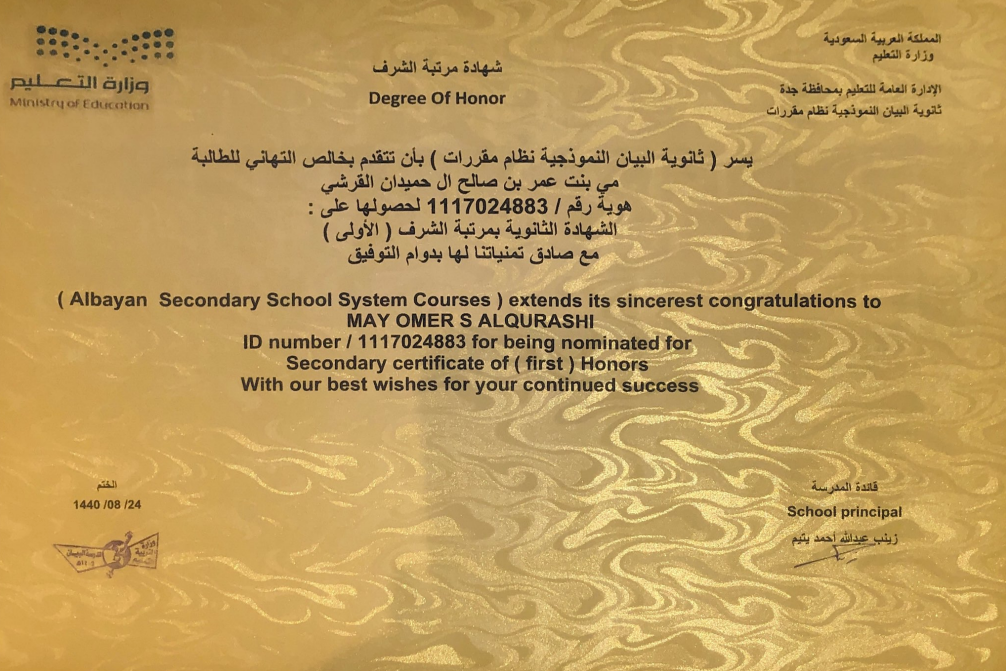 المملكة العربية السعودية
وزارة التعليم
الإدارة العامة للتعليم بمحافظة جدة
ثانوية البيان النموذجية نظام مقررات
وزارة التعليم
Ministry of Education
شهادة مرتبة الشرف
Degree Of Honor
يسر ( ثانوية البيان النموذجية نظام مقررات ) بأن تتقدم بخالص التهاني للطالبة
مي بنت عمر بن صالح ال حميدان القرشي
هوية رقم / 1117024883 لحصولها على :
الشهادة الثانوية بمرتبة الشرف ( الأولى )
مع صادق تمنياتنا لها بدوام التوفيق
( Albayan Secondary School System Courses ) extends its sincerest congratulations to
MAY OMER S ALQURASHI
ID number / 1117024883 for being nominated for
Secondary certificate of ( first ) Honors
With our best wishes for your continued success
قائدة المدرسة
School principal
زينب عبدالله أحمد يتيم
الختم
1440 /08 /24